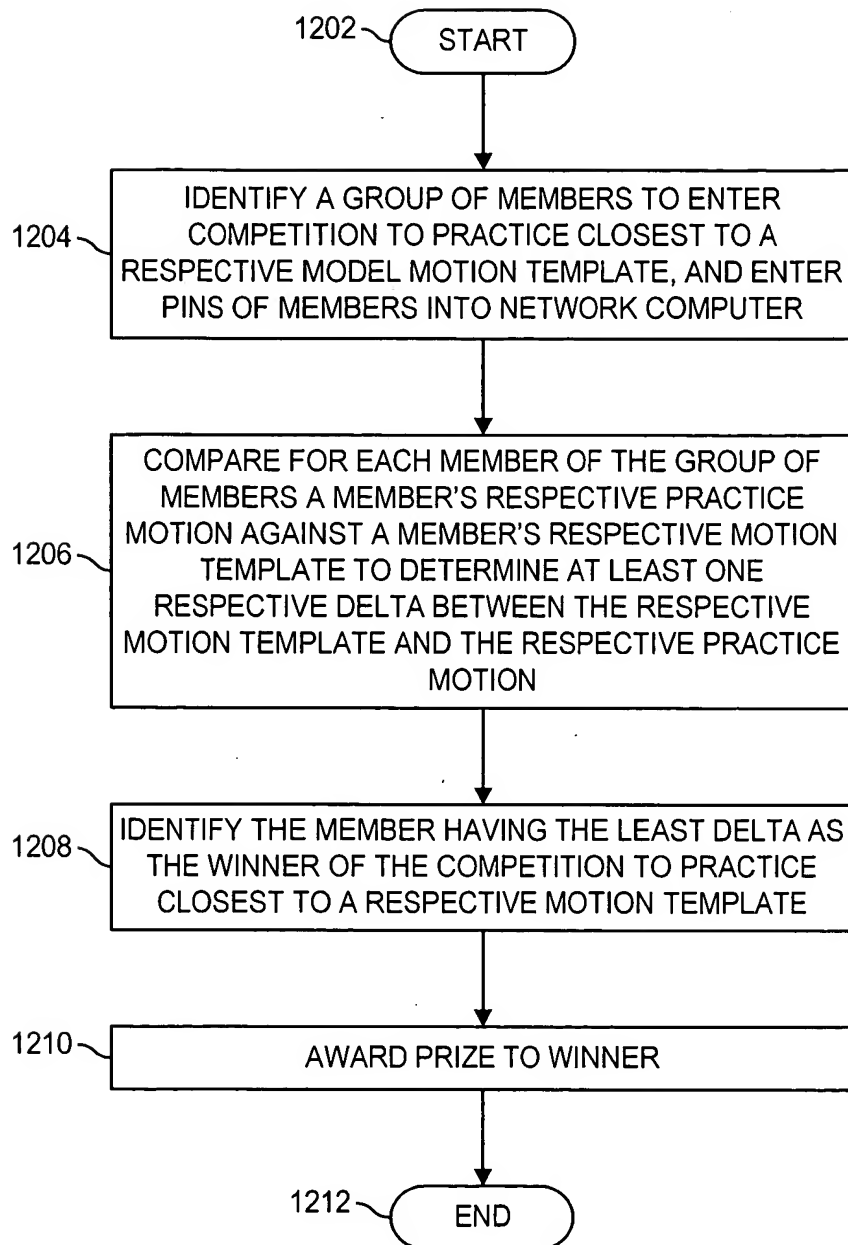 1202
START
1204
IDENTIFY A GROUP OF MEMBERS TO ENTER
COMPETITION TO PRACTICE CLOSEST TO A
RESPECTIVE MODEL MOTION TEMPLATE, AND ENTER
PINS OF MEMBERS INTO NETWORK COMPUTER
1206
COMPARE FOR EACH MEMBER OF THE GROUP OF
MEMBERS A MEMBER'S RESPECTIVE PRACTICE
MOTION AGAINST A MEMBER'S RESPECTIVE MOTION
TEMPLATE TO DETERMINE AT LEAST ONE
RESPECTIVE DELTA BETWEEN THE RESPECTIVE
MOTION TEMPLATE AND THE RESPECTIVE PRACTICE
MOTION
1208
IDENTIFY THE MEMBER HAVING THE LEAST DELTA AS
THE WINNER OF THE COMPETITION TO PRACTICE
CLOSEST TO A RESPECTIVE MOTION TEMPLATE
1210
AWARD PRIZE TO WINNER
1212
END